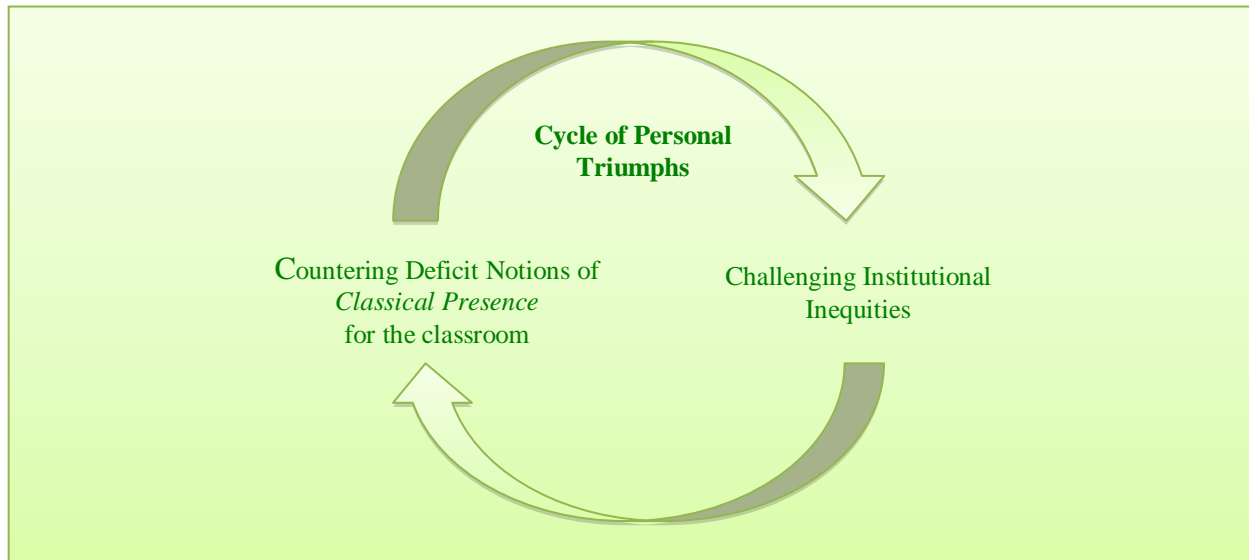 Cycle of Personal
Triumphs
Countering Deficit Notions of
Classical Presence
for the classroom
Challenging Institutional
Inequities